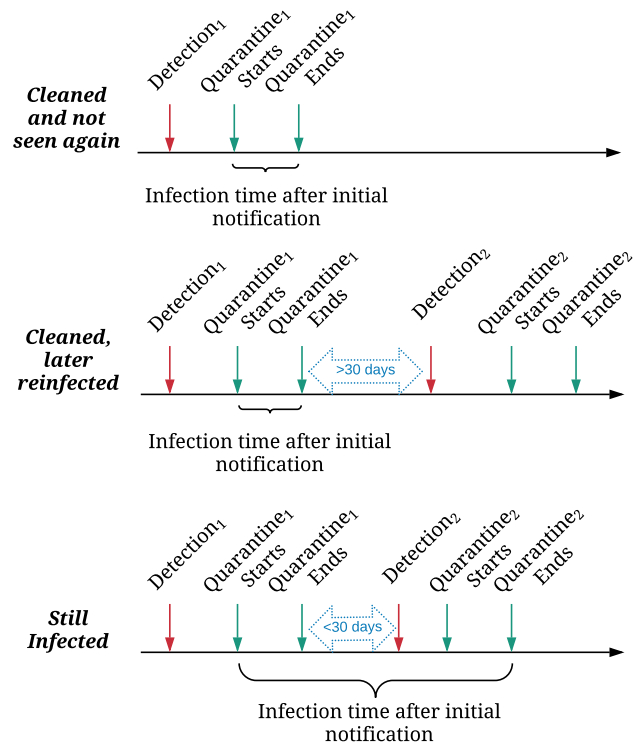 Detection1
Quarantine1
Starts
Quarantine1
Ends
Cleaned
and not
seen again
Infection time after initial
notification
Detection1
Quarantine1
Starts
Quarantine1
Ends
Detection2
Quarantine2
Starts
Quarantine2
Ends
Cleaned,
later
reinfected
>30 days
Infection time after initial
notification
Detection1
Quarantine1
Starts
Quarantine1
Ends
Detection2
Quarantine2
Starts
Quarantine2
Ends
Still
Infected
<30 days
Infection time after initial
notification